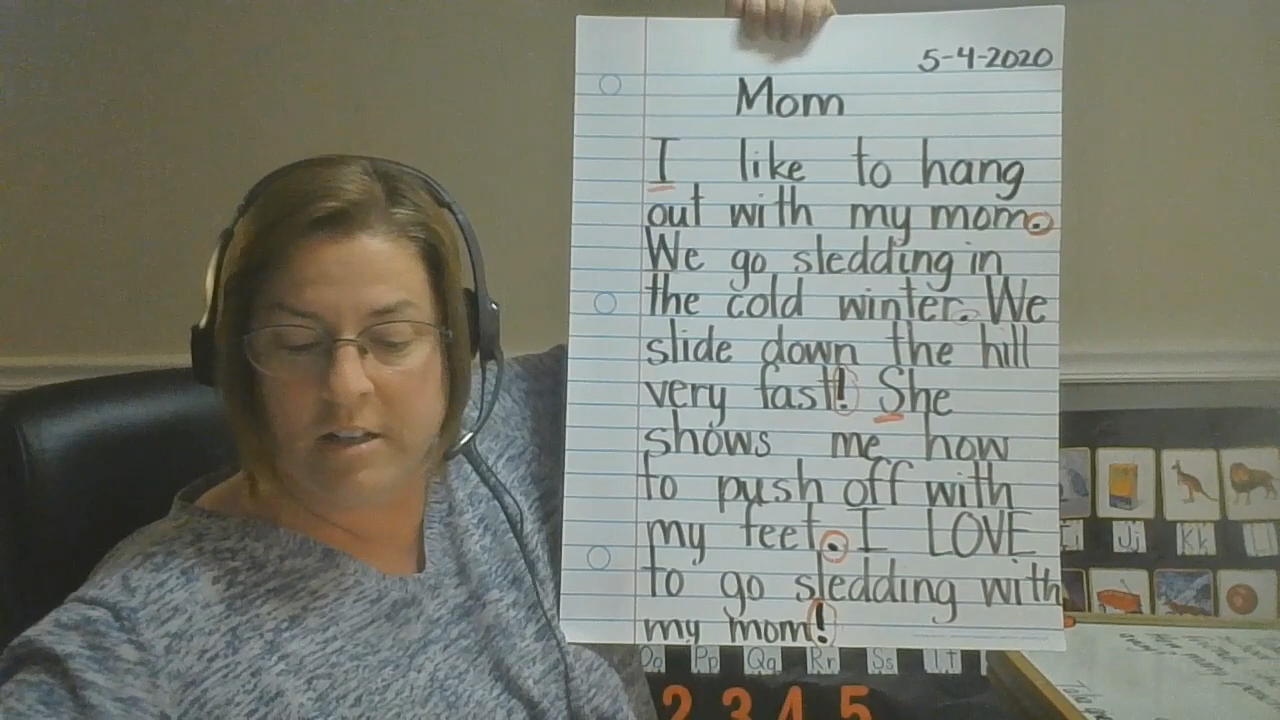 5-4-2020
Mom
I like to hang
out with my mom.
We go sledding in
the cold winter. We
slide down the hill
very fast! She
shows me how
to push off with
my feet. I LOVE
to go sledding with
my mom!
Ii Jj Kk
Oo Pp Qq Rr Ss Tt
2 3 4 5